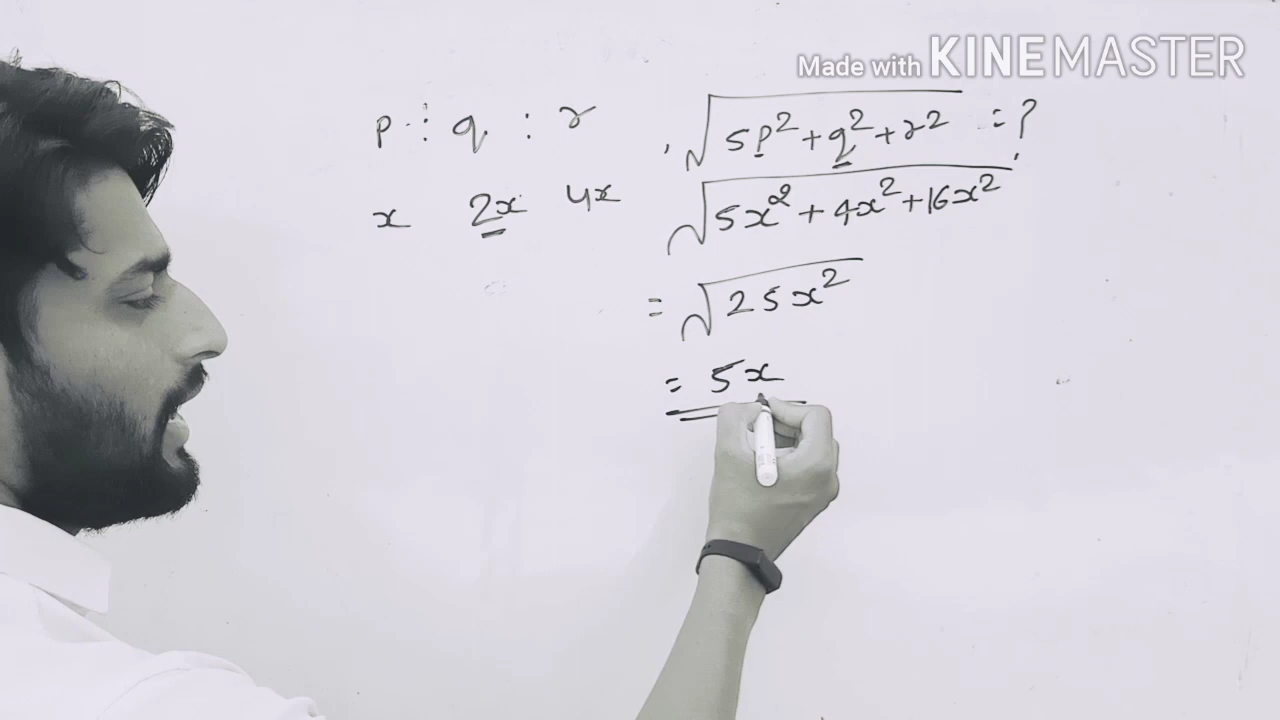 Made with KINEMASTER
p : q : r , √5p² + q² + r² = ?
x 2x 4x √5x² + 4x² + 16x²
= √25x²
= 5x